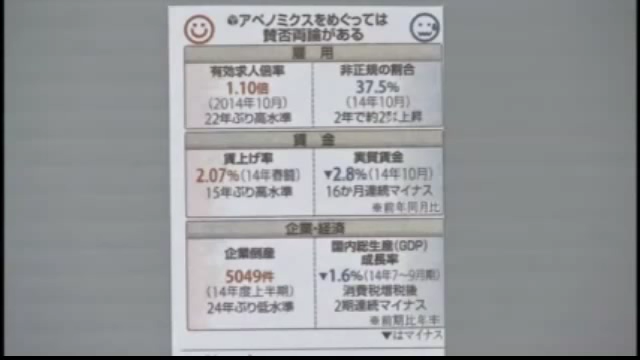 アベノミクスをめぐっては
賛否両論がある
雇用
有効求人倍率
1.10倍
(2014年10月)
22年ぶり高水準
非正規の割合
37.5%
(14年10月)
2年で約2㌽上昇
賃金
賃上げ率
2.07%(14年春闘)
15年ぶり高水準
実質賃金
▼2.8%(14年10月)
16か月連続マイナス
※前年同月比
企業・経済
企業倒産
5049件
(14年度上半期)
24年ぶり低水準
国内総生産(GDP)
成長率
▼1.6%(14年7~9月期)
消費税増税後
2期連続マイナス
※前期比年率
▼はマイナス